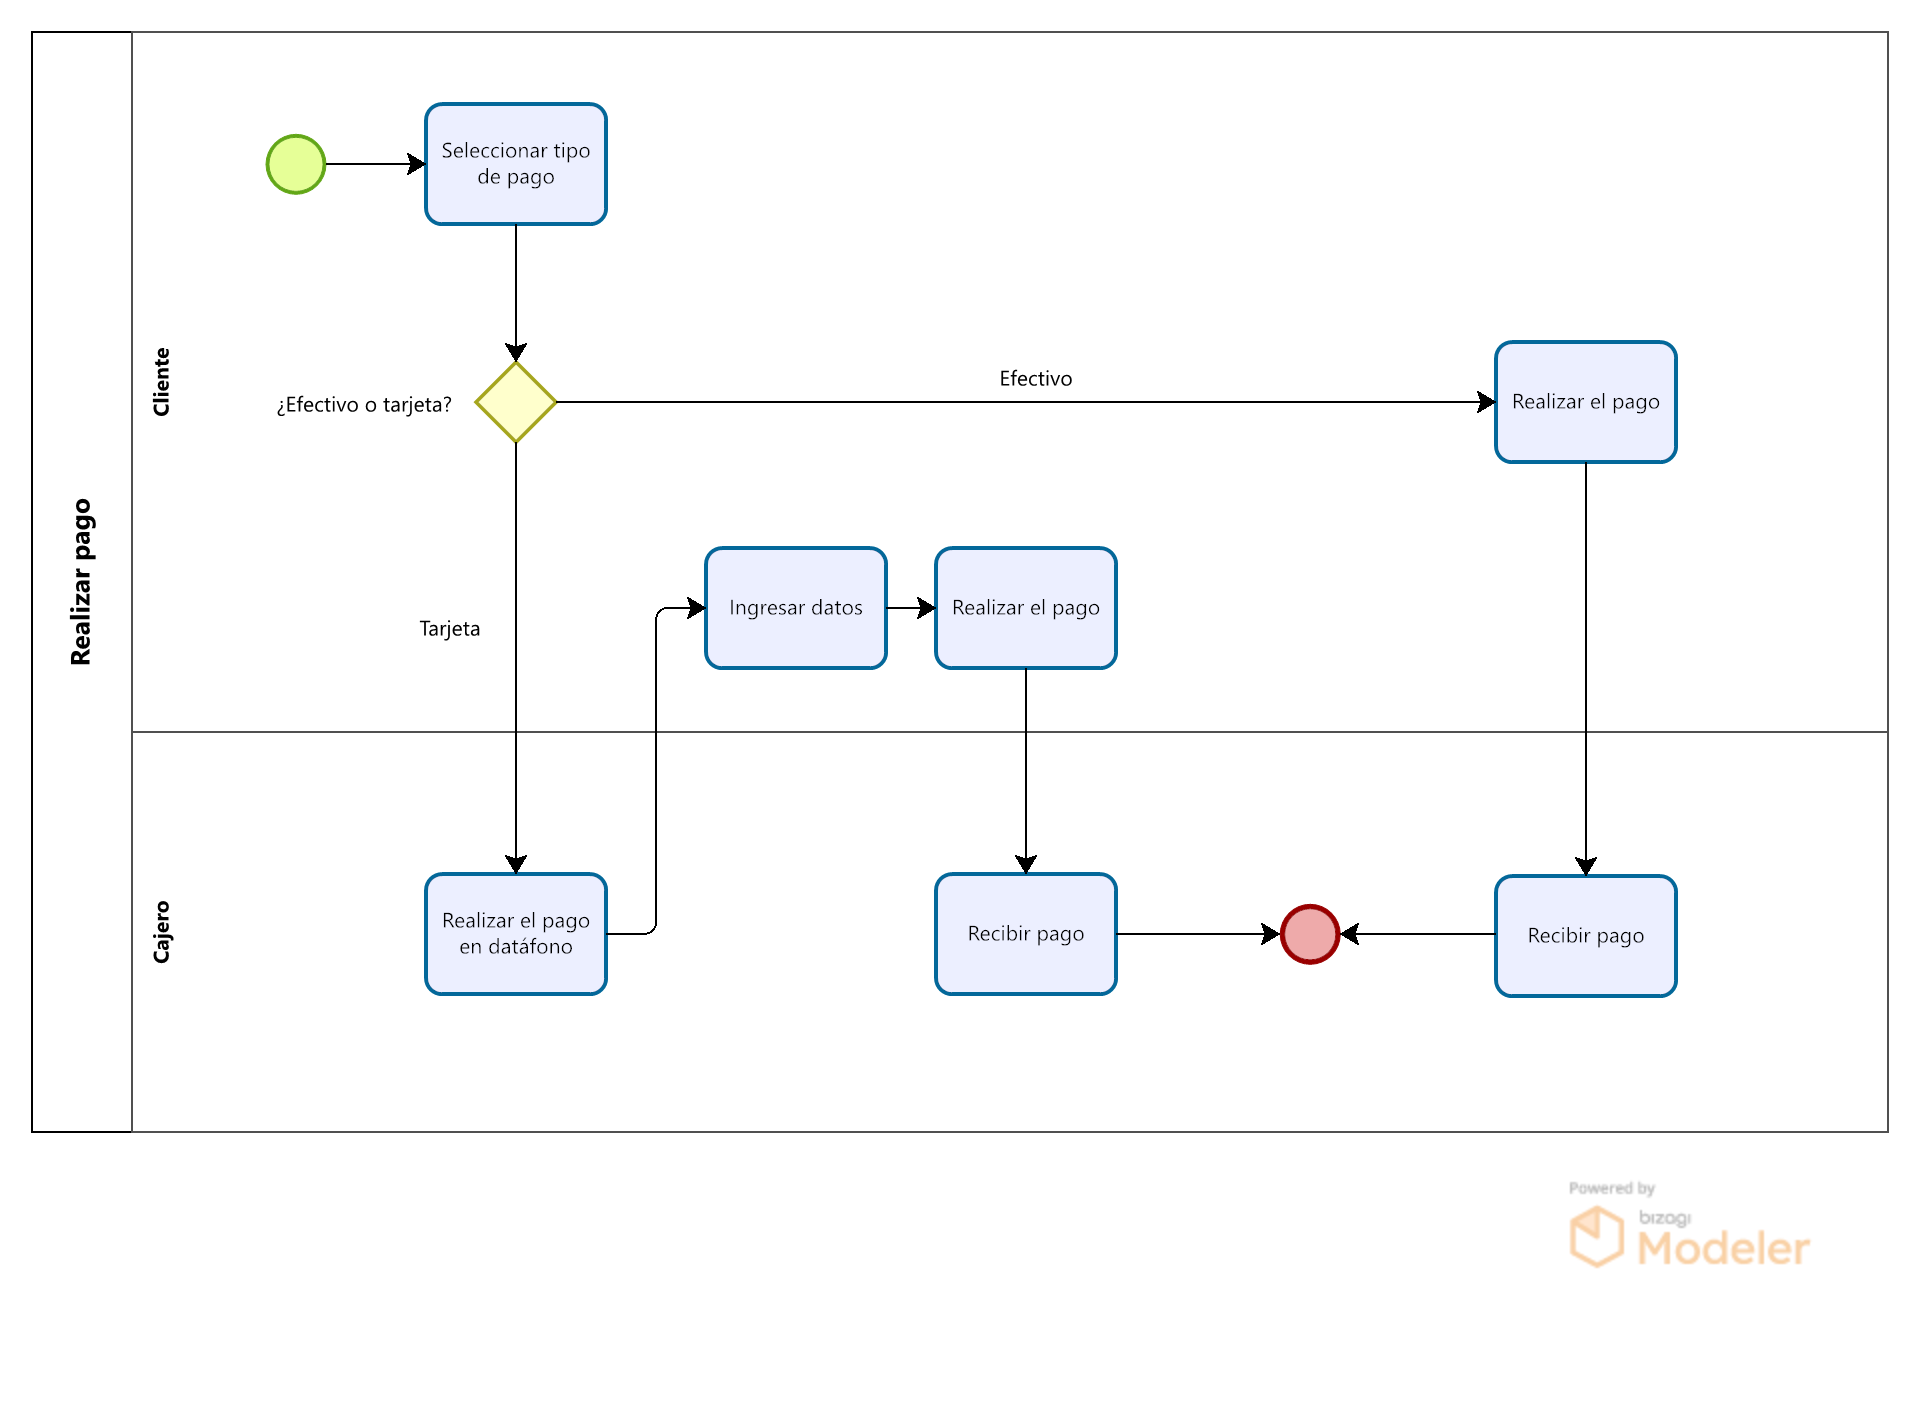 Realizar pago
Cliente
Seleccionar tipo
de pago
¿Efectivo o tarjeta?
Efectivo
Realizar el pago
Tarjeta
Ingresar datos
Realizar el pago
Cajero
Realizar el pago
en datáfono
Recibir pago
Recibir pago
Powered by
bizagi
Modeler